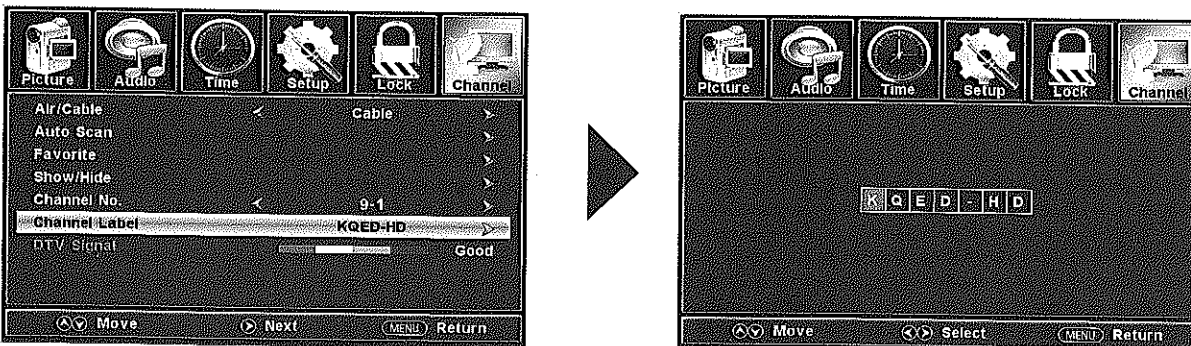 Picture Audio Time Setup Lock Channel
Air/Cable Cable
Auto Scan
Favorite
Show/Hide
Channel No. 9-1
Channel Label KQED-HD
DTV Signal Good
Move Next MENU Return
Picture Audio Time Setup Lock Channel
K Q E D - H D
Move Select MENU Return